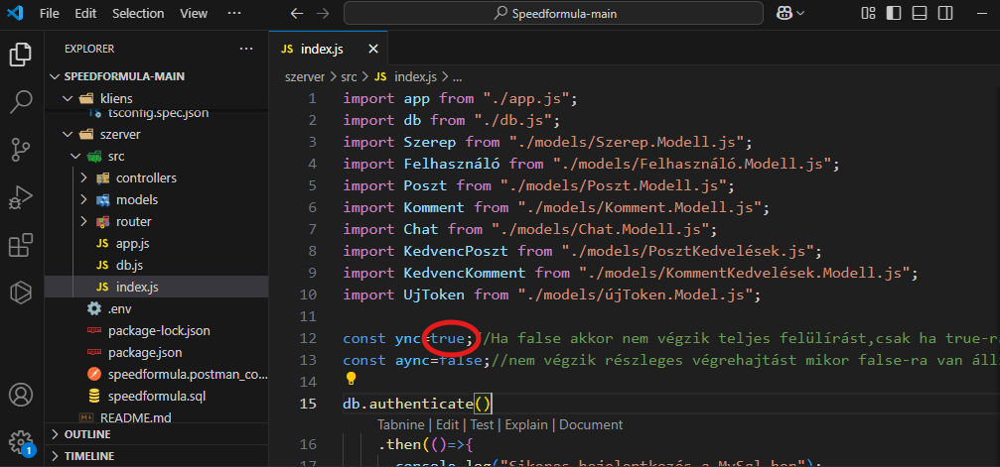 File Edit Selection View ... Speedformula-main
EXPLORER ...
index.js
SPEEDFORMULA-MAIN
szerver > src > JS index.js > ...
kliens
TS tsconfig.spec.json
szerver
src
controllers
models
router
JS app.js
JS db.js
JS index.js
.env
package-lock.json
package.json
speedformula.postman_co...
speedformula.sql
README.md
OUTLINE
TIMELINE
1
JS index.js
1 import app from "./app.js";
2 import db from "./db.js";
3 import Szerep from "./models/Szerep.Modell.js";
4 import Felhasználó from "./models/Felhasználó.Modell.js";
5 import Poszt from "./models/Poszt.Modell.js";
6 import Komment from "./models/Komment.Modell.js";
7 import Chat from "./models/Chat.Modell.js";
8 import KedvencPoszt from "./models/PosztKedvelések.js";
9 import KedvencKomment from "./models/KommentKedvelések.Modell.js";
10 import UjToken from "./models/újToken.Model.js";
11
12 const ync=true;//Ha false akkor nem végzik teljes felülírást,csak ha true-ra
13 const aync=false;//nem végzik részleges végrehajtást mikor false-ra van áll
14
15 db.authenticate()
Tabnine | Edit | Test | Explain | Document
16 .then(()=>{
17 console.log("Sikeres bejelentkezés a MySql-ben");